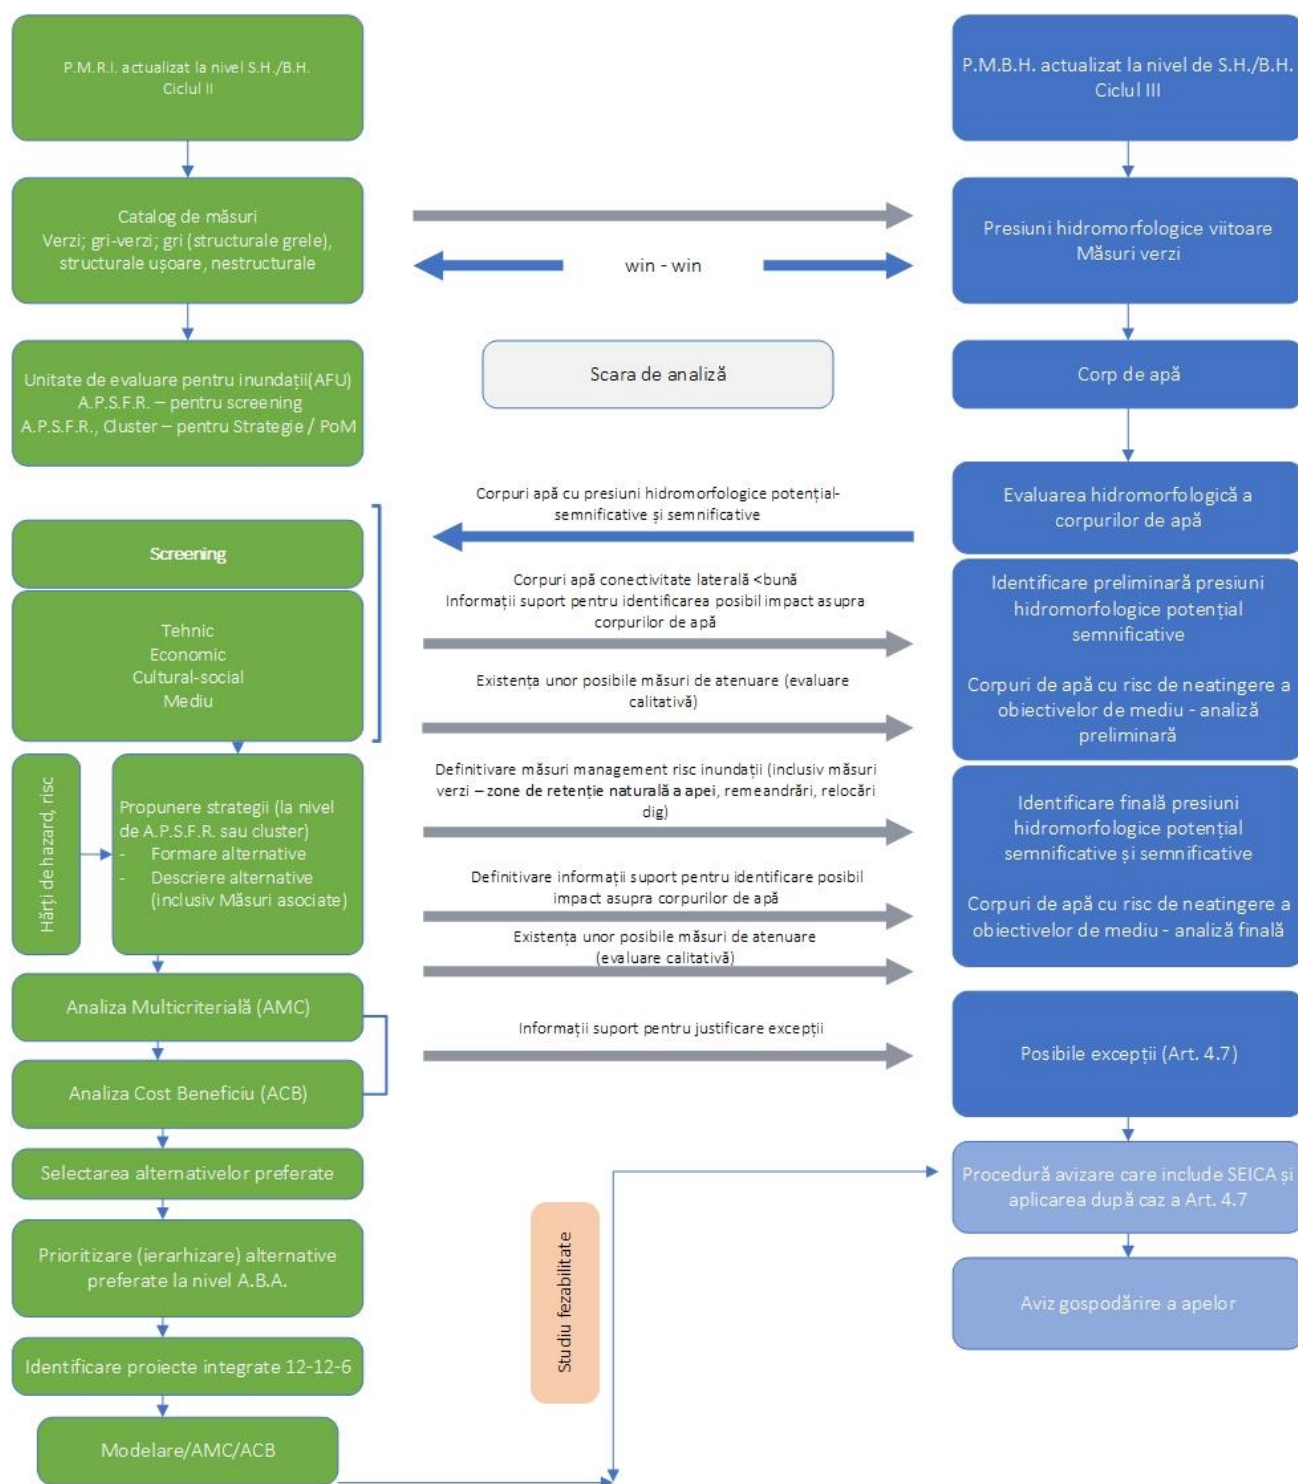 P.M.R.I. actualizat la nivel S.H./B.H.
Ciclul II
P.M.B.H. actualizat la nivel de S.H./B.H.
Ciclul III
Catalog de măsuri
Verzi; gri-verzi; gri (structurale grele),
structurale ușoare, nestructurale
win - win
Presiuni hidromorfologice viitoare
Măsuri verzi
Unitate de evaluare pentru inundații(AFU)
A.P.S.F.R. – pentru screening
A.P.S.F.R., Cluster – pentru Strategie / PoM
Scara de analiză
Corp de apă
Corpuri apă cu presiuni hidromorfologice potențial-
semnificative și semnificative
Evaluarea hidromorfologică a
corpurilor de apă
Screening
Tehnic
Economic
Cultural-social
Mediu
Corpuri apă conectivitate laterală <bună
Informații suport pentru identificarea posibil impact asupra
corpurilor de apă
Existența unor posibile măsuri de atenuare (evaluare
calitativă)
Identificare preliminară presiuni
hidromorfologice potențial
semnificative
Corpuri de apă cu risc de neatingere a
obiectivelor de mediu - analiză
preliminară
Hărți de hazard, risc
Propunere strategii (la nivel
de A.P.S.F.R. sau cluster)
- Formare alternative
- Descriere alternative
(inclusiv Măsuri asociate)
Definitivare măsuri management risc inundații (inclusiv măsuri
verzi – zone de retenție naturală a apei, remeandrări, relocări
dig)
Definitivare informații suport pentru identificare posibil
impact asupra corpurilor de apă
Existența unor posibile măsuri de atenuare
(evaluare calitativă)
Identificare finală presiuni
hidromorfologice potențial
semnificative și semnificative
Corpuri de apă cu risc de neatingere a
obiectivelor de mediu - analiză finală
Analiza Multicriterială (AMC)
Analiza Cost Beneficiu (ACB)
Informații suport pentru justificare excepții
Posibile excepții (Art. 4.7)
Selectarea alternativelor preferate
Prioritizare (ierarhizare) alternative
preferate la nivel A.B.A.
Identificare proiecte integrate 12-12-6
Modelare/AMC/ACB
Studiu fezabilitate
Procedură avizare care include SEICA și
aplicarea după caz a Art. 4.7
Aviz gospodărire a apelor